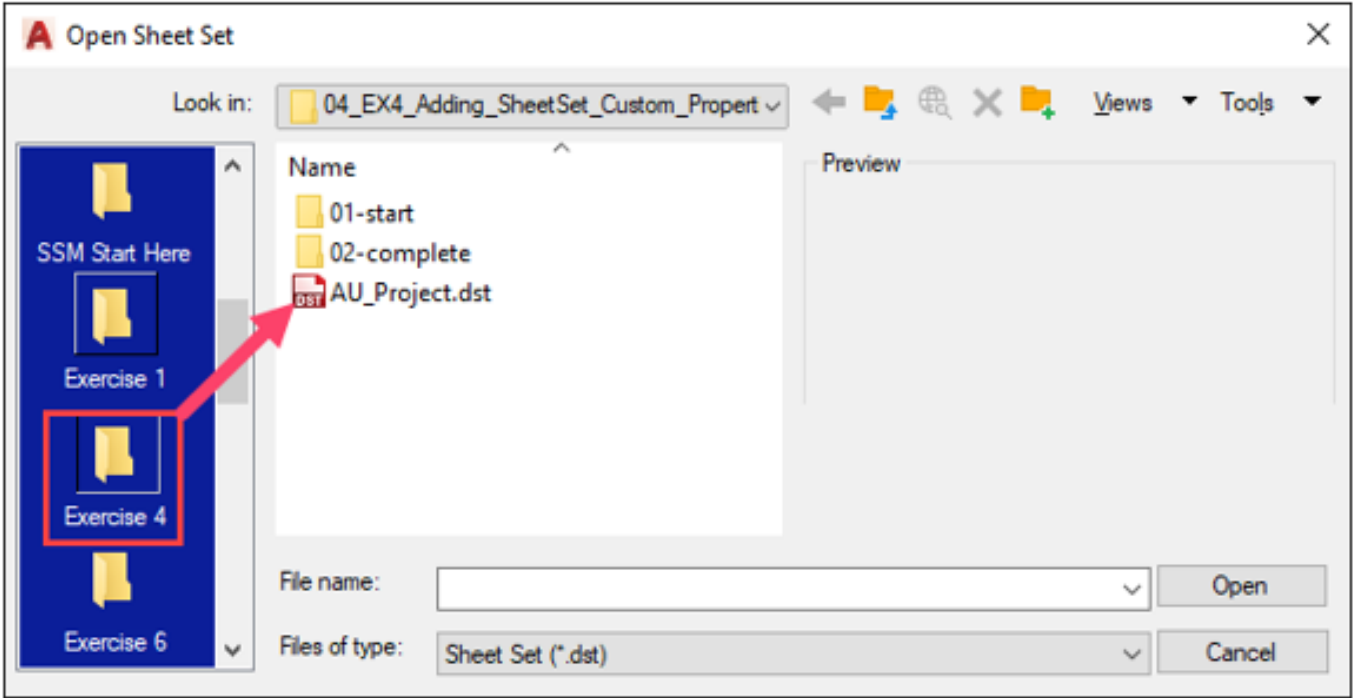 Open Sheet Set
Look in:
04_EX4_Adding_SheetSet_Custom_Propert
Views
Tools
SSM Start Here
Exercise 1
Exercise 4
Exercise 6
Name
01-start
02-complete
DST
AU_Project.dst
Preview
File name:
Open
Files of type:
Sheet Set (*.dst)
Cancel